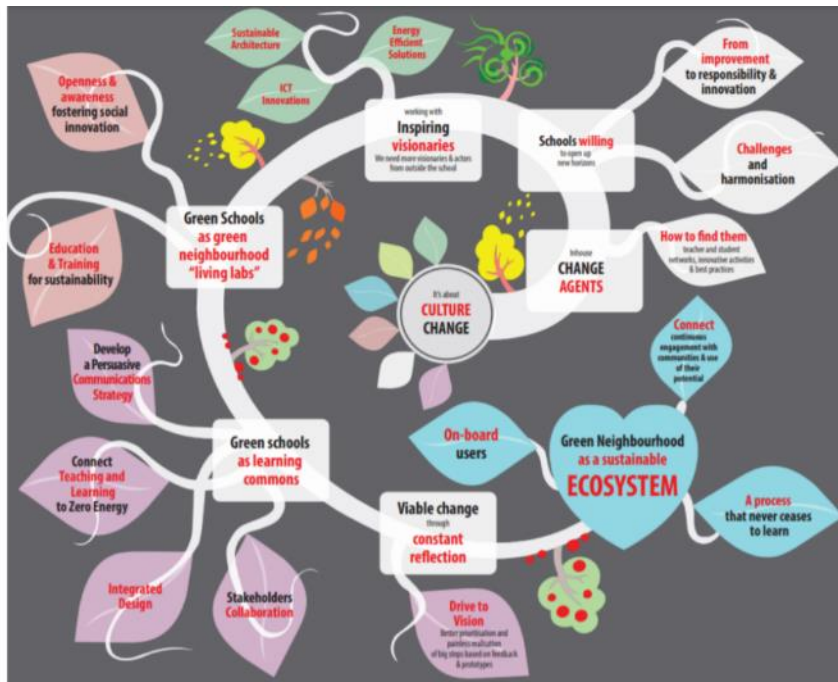 Sustainable
Architecture
Energy
Efficient
Solutions
ICT
Innovations
Openness &
awareness
fostering social
innovation
working with
Inspiring
visionaries
We need more visionaries & actors
from outside the school
Schools willing
to open up
new horizons
From
improvement
to responsibility &
innovation
Challenges
and
harmonisation
Green Schools
as green
neighbourhood
"living labs"
Education
& Training
for sustainability
Inhouse
CHANGE
AGENTS
How to find them
teacher and student
networks, innovative activities
& best practices
It's about
CULTURE
CHANGE
Develop
a Persuasive
Communications
Strategy
Connect
continuous
engagement with
communities & use
of their
potential
Green schools
as learning
commons
On-board
users
Green Neighbourhood
as a sustainable
ECOSYSTEM
Connect
Teaching and
Learning
to Zero Energy
Viable change
through
constant
reflection
A process
that never ceases
to learn
Integrated
Design
Stakeholders
Collaboration
Drive to
Vision
Better prioritisation and
painless realization
of big steps based on feedback
& prototypes